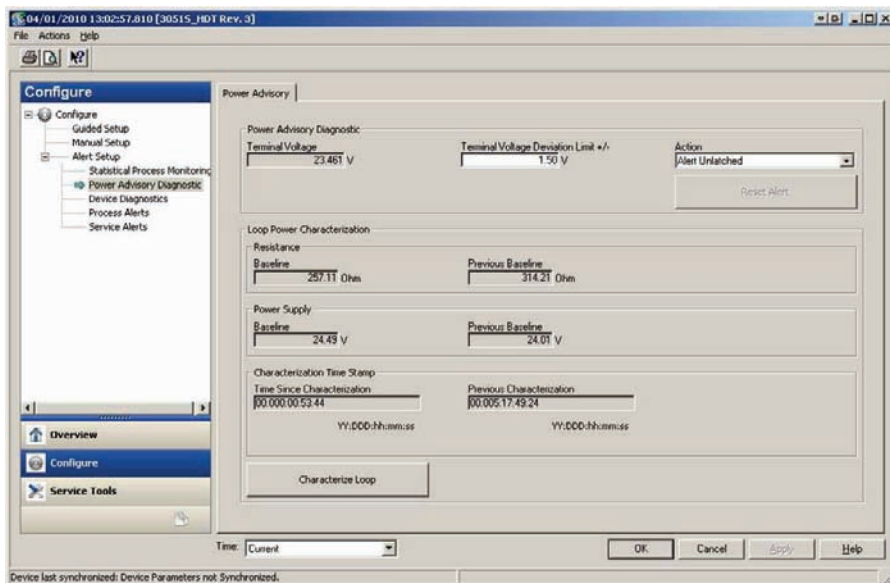 04/01/2010 13:02:57.810 [3051S_HDT Rev. 3]
File Actions Help
Configure
Configure
Guided Setup
Manual Setup
Alert Setup
Statistical Process Monitoring
Power Advisory Diagnostic
Device Diagnostics
Process Alerts
Service Alerts
Overview
Configure
Service Tools
Power Advisory
Power Advisory Diagnostic
Terminal Voltage
23.461 V
Terminal Voltage Deviation Limit +/-
1.50 V
Action
Alert Unlatched
Reset Alert
Loop Power Characterization
Resistance
Baseline
257.11 Ohm
Previous Baseline
314.21 Ohm
Power Supply
Baseline
24.49 V
Previous Baseline
24.01 V
Characterization Time Stamp
Time Since Characterization
00:000:00:53:44
YY:DDD:hh:mm:ss
Previous Characterization
00:005:17:49:24
YY:DDD:hh:mm:ss
Characterize Loop
Time: Current
OK Cancel Apply Help
Device last synchronized: Device Parameters not Synchronized.